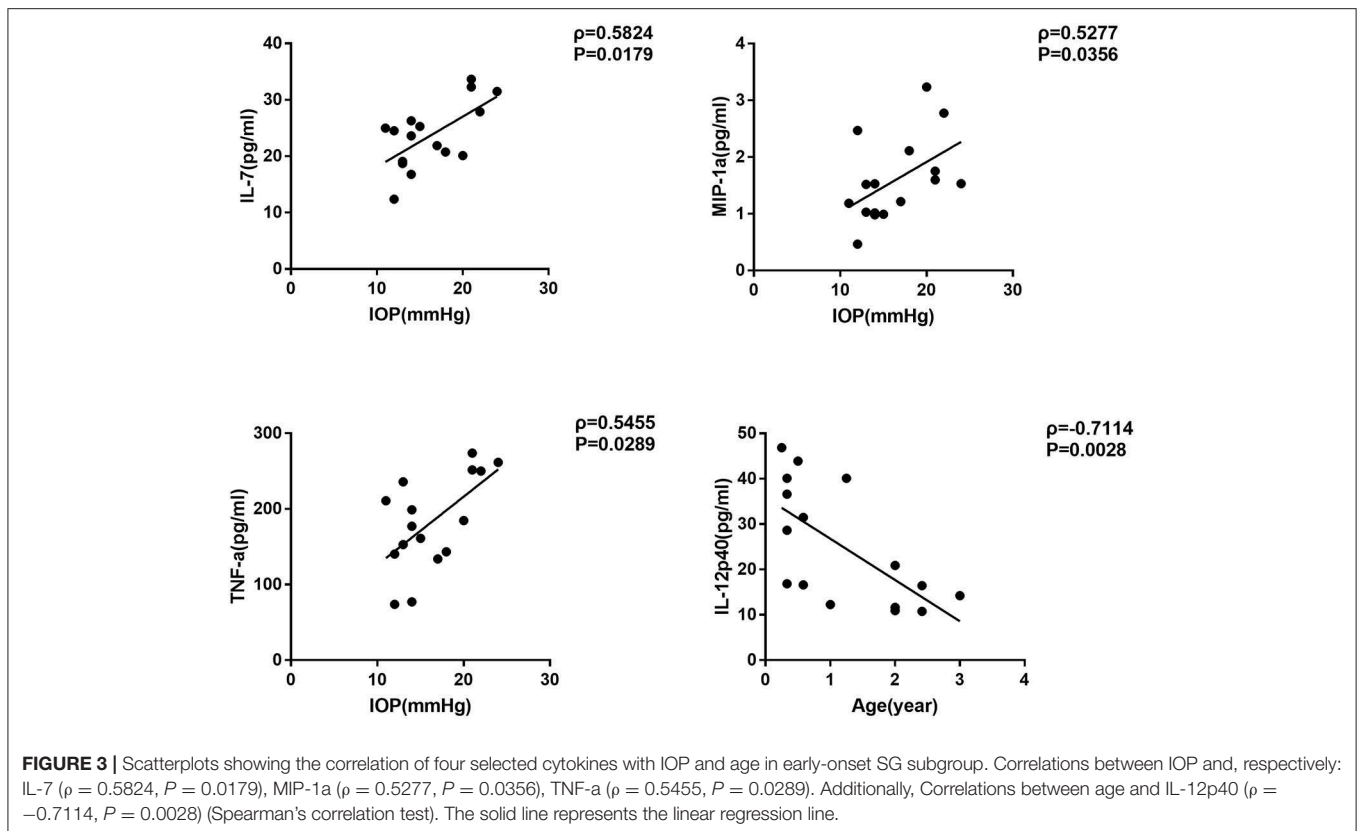 ρ=0.5824
P=0.0179
40
30
20
10
0
IL-7(pg/ml)
0 10 20 30
IOP(mmHg)
ρ=0.5277
P=0.0356
4
3
2
1
0
MIP-1a(pg/ml)
0 10 20 30
IOP(mmHg)
ρ=0.5455
P=0.0289
300
200
100
0
TNF-a(pg/ml)
0 10 20 30
IOP(mmHg)
ρ=-0.7114
P=0.0028
50
40
30
20
10
0
IL-12p40(pg/ml)
0 1 2 3 4
Age(year)
FIGURE 3 | Scatterplots showing the correlation of four selected cytokines with IOP and age in early-onset SG subgroup. Correlations between IOP and, respectively:
IL-7 (ρ = 0.5824, P = 0.0179), MIP-1a (ρ = 0.5277, P = 0.0356), TNF-a (ρ = 0.5455, P = 0.0289). Additionally, Correlations between age and IL-12p40 (ρ =
−0.7114, P = 0.0028) (Spearman's correlation test). The solid line represents the linear regression line.